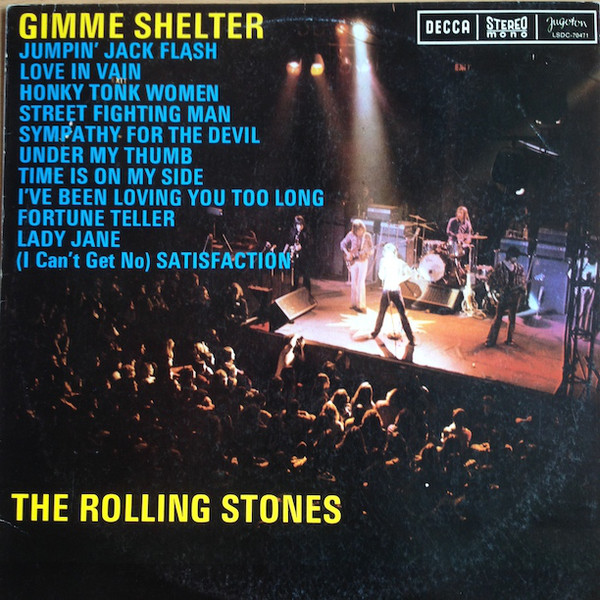 GIMME SHELTER
JUMPIN' JACK FLASH
LOVE IN VAIN
HONKY TONK WOMEN
STREET FIGHTING MAN
SYMPATHY FOR THE DEVIL
UNDER MY THUMB
TIME IS ON MY SIDE
I'VE BEEN LOVING YOU TOO LONG
FORTUNE TELLER
LADY JANE
(I Can't Get No) SATISFACTION
DECCA
STEREO
mono
Jugoton
LSDC-70471
THE ROLLING STONES